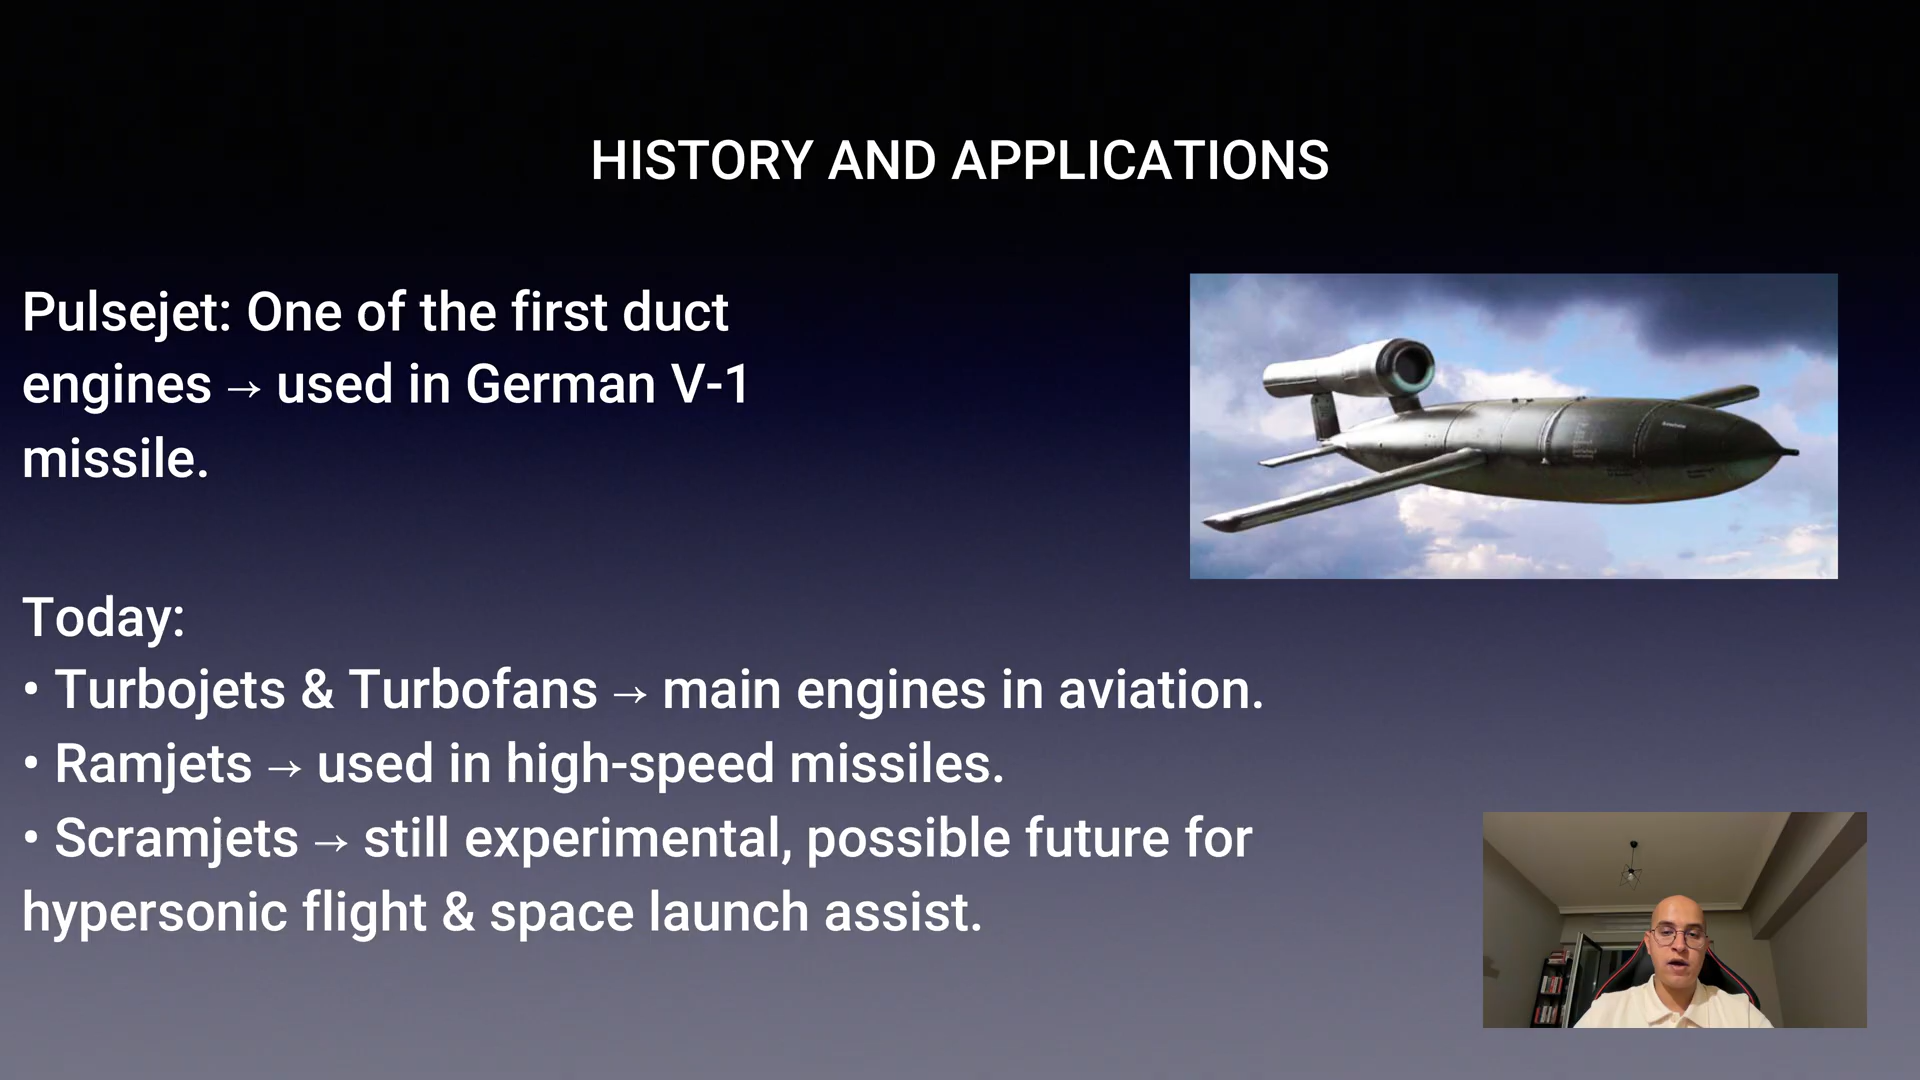 HISTORY AND APPLICATIONS
Pulsejet: One of the first duct
engines → used in German V-1
missile.
Today:
• Turbojets & Turbofans → main engines in aviation.
• Ramjets → used in high-speed missiles.
• Scramjets → still experimental, possible future for
hypersonic flight & space launch assist.